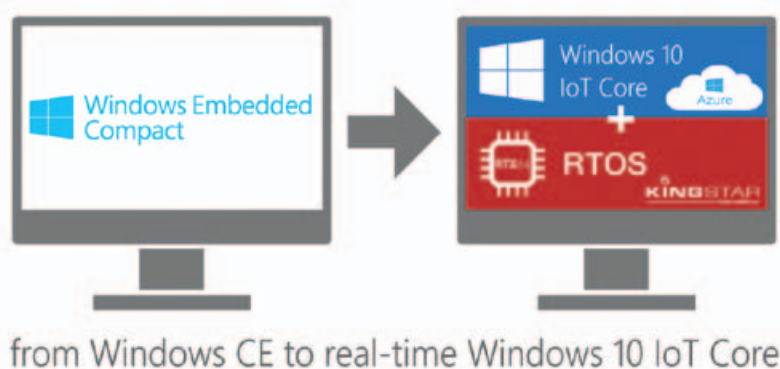 Windows Embedded
Compact
Windows 10
IoT Core
Azure
+
RTX64
RTOS
KINGSTAR
from Windows CE to real-time Windows 10 IoT Core